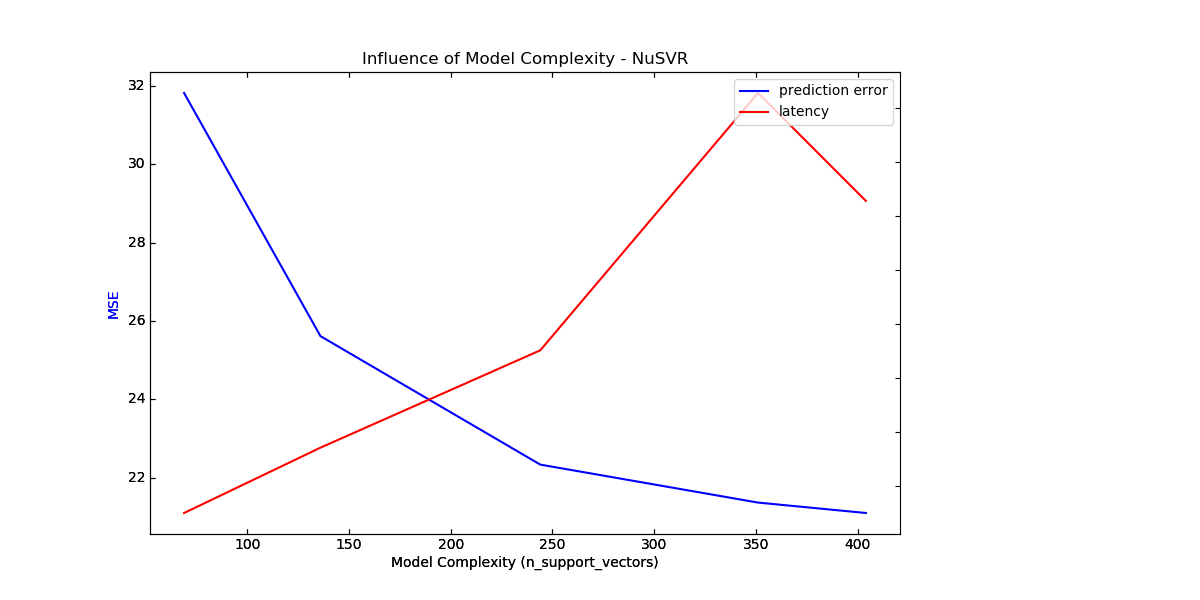 Influence of Model Complexity - NuSVR
prediction error
latency
32
30
28
26
24
22
MSE
100 150 200 250 300 350 400
Model Complexity (n_support_vectors)